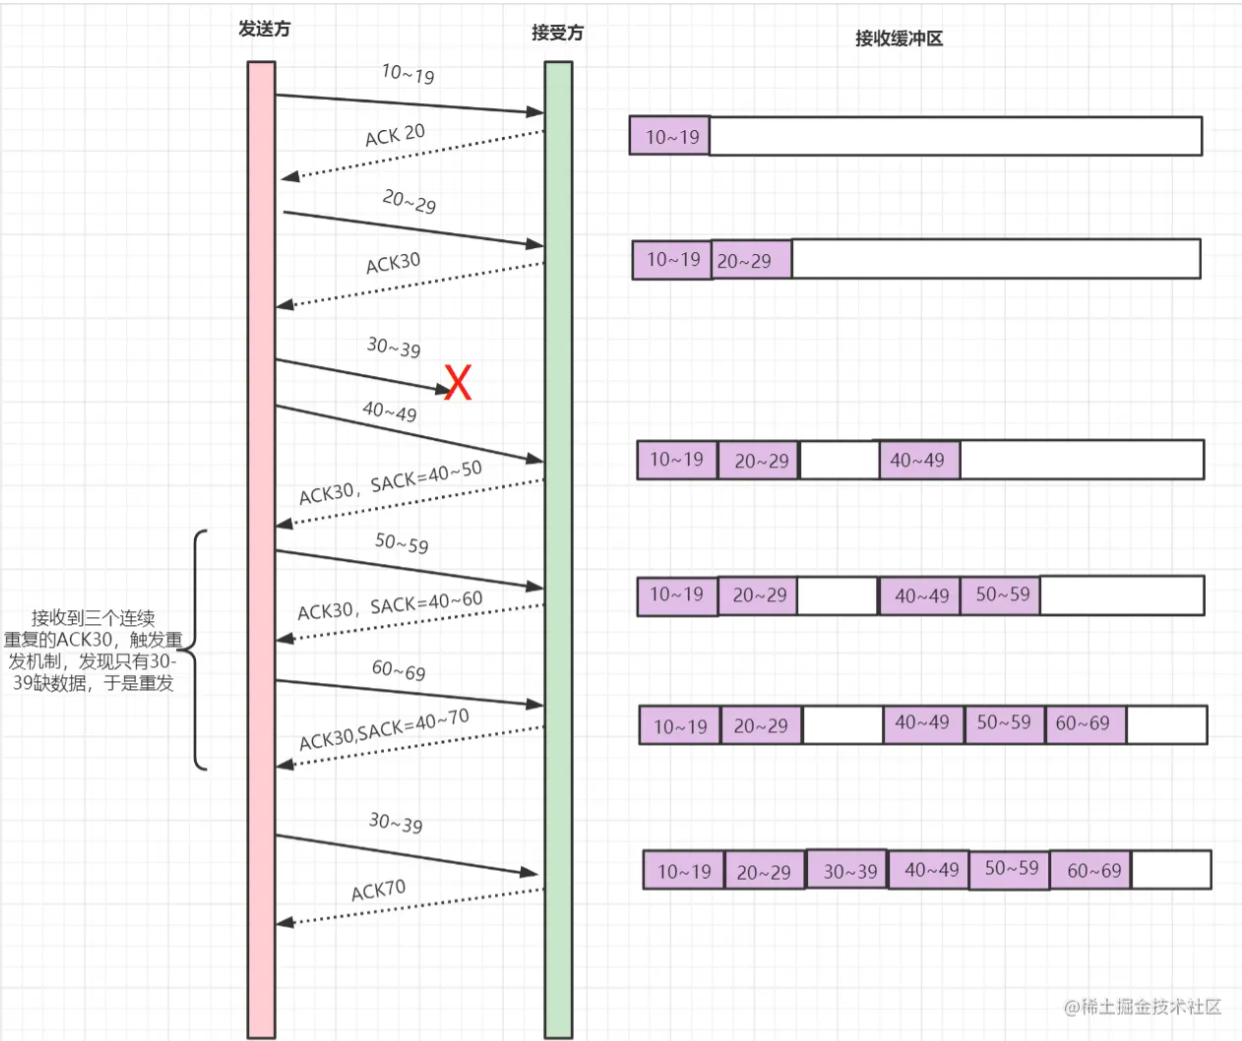 发送方
接受方
接收缓冲区
10~19
10~19
ACK 20
20~29
10~19 20~29
ACK30
30~39
X
40~49
10~19 20~29 40~49
ACK30，SACK=40~50
50~59
10~19 20~29 40~49 50~59
ACK30，SACK=40~60
接收到三个连续
重复的ACK30，触发重
发机制，发现只有30-
39缺数据，于是重发
60~69
10~19 20~29 40~49 50~59 60~69
ACK30,SACK=40~70
30~39
10~19 20~29 30~39 40~49 50~59 60~69
ACK70
@稀土掘金技术社区